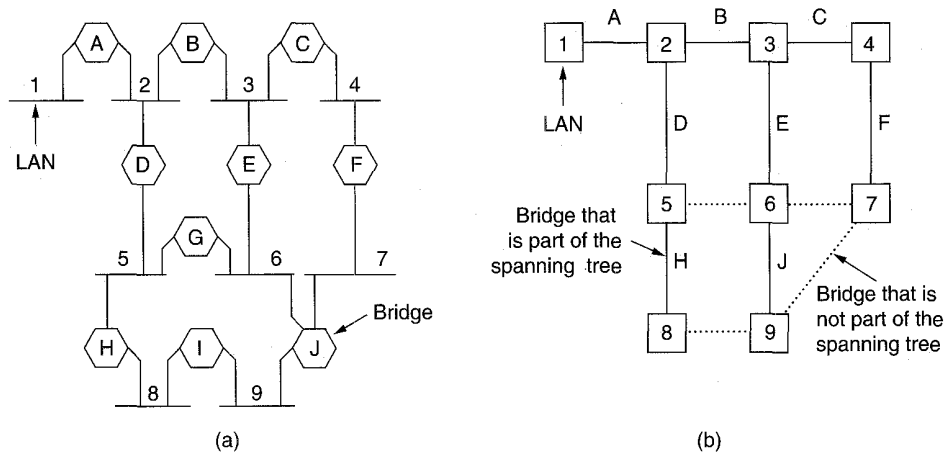 A
B
C
1
2
3
4
LAN
D
E
F
G
5
6
7
Bridge
H
I
J
8
9
(a)
A
B
C
1
2
3
4
LAN
D
E
F
5
6
7
Bridge that
is part of the
spanning tree
H
J
Bridge that is
not part of the
spanning tree
8
9
(b)